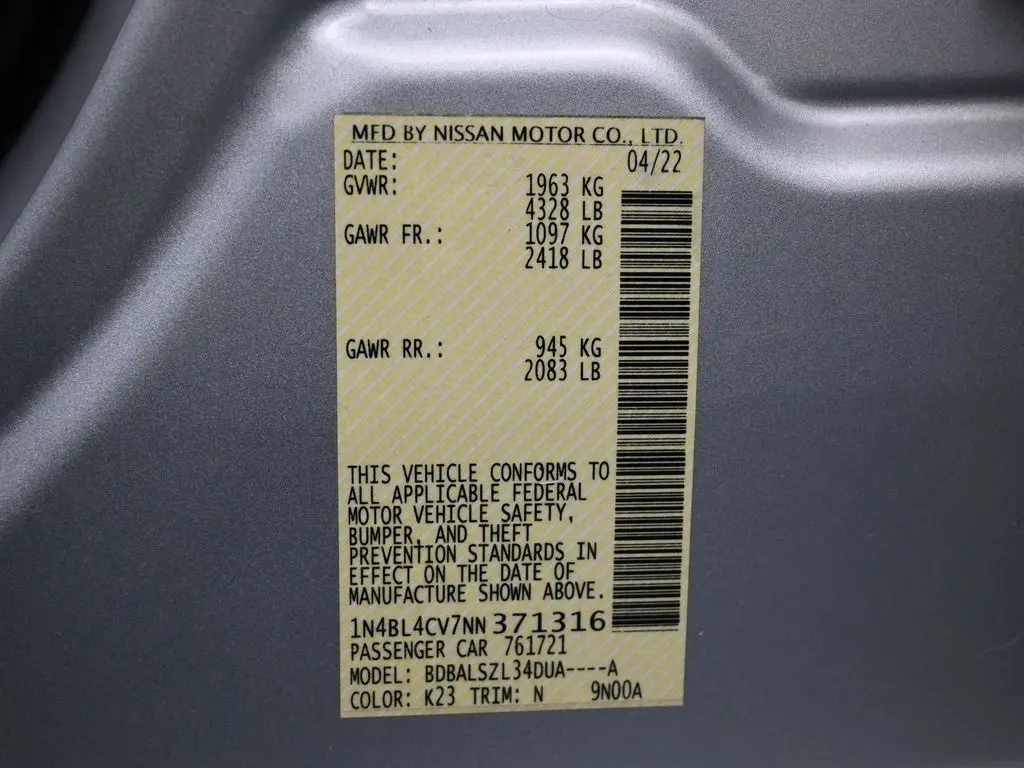 MFD BY NISSAN MOTOR CO., LTD.
DATE: 04/22
GVWR: 1963 KG
4328 LB
GAWR FR.: 1097 KG
2418 LB
GAWR RR.: 945 KG
2083 LB
THIS VEHICLE CONFORMS TO
ALL APPLICABLE FEDERAL
MOTOR VEHICLE SAFETY,
BUMPER, AND THEFT
PREVENTION STANDARDS IN
EFFECT ON THE DATE OF
MANUFACTURE SHOWN ABOVE.
1N4BL4CV7NN371316
PASSENGER CAR 761721
MODEL: BDBALSZL34DUA----A
COLOR: K23 TRIM: N 9N00A